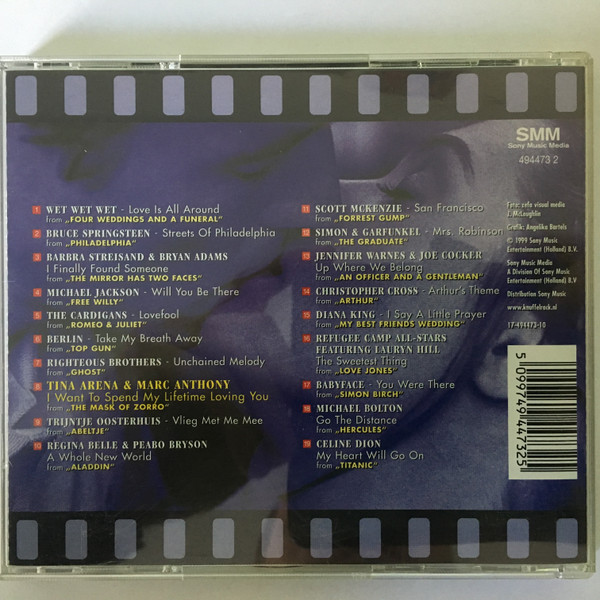 1 WET WET WET - Love Is All Around
from „FOUR WEDDINGS AND A FUNERAL"
2 BRUCE SPRINGSTEEN - Streets Of Philadelphia
from „PHILADELPHIA"
3 BARBRA STREISAND & BRYAN ADAMS
I Finally Found Someone
from „THE MIRROR HAS TWO FACES"
4 MICHAEL JACKSON - Will You Be There
from „FREE WILLY"
5 THE CARDIGANS - Lovefool
from „ROMEO & JULIET"
6 BERLIN - Take My Breath Away
from „TOP GUN"
7 RIGHTEOUS BROTHERS - Unchained Melody
from „GHOST"
8 TINA ARENA & MARC ANTHONY
I Want To Spend My Lifetime Loving You
from „THE MASK OF ZORRO"
9 TRIJNTJE OOSTERHUIS - Vlieg Met Me Mee
from „ABELTJE"
10 REGINA BELLE & PEABO BRYSON
A Whole New World
from „ALADDIN"
11 SCOTT MCKENZIE - San Francisco
from „FORREST GUMP"
12 SIMON & GARFUNKEL - Mrs. Robinson
from „THE GRADUATE"
13 JENNIFER WARNES & JOE COCKER
Up Where We Belong
from „AN OFFICER AND A GENTLEMAN"
14 CHRISTOPHER CROSS - Arthur's Theme
from „ARTHUR"
15 DIANA KING - I Say A Little Prayer
from „MY BEST FRIENDS WEDDING"
16 REFUGEE CAMP ALL-STARS
FEATURING LAURYN HILL
The Sweetest Thing
from „LOVE JONES"
17 BABYFACE - You Were There
from „SIMON BIRCH"
18 MICHAEL BOLTON
Go The Distance
from „HERCULES"
19 CELINE DION
My Heart Will Go On
from „TITANIC"
SMM
Sony Music Media
494473 2
Foto: cefa visual media
L. McLaughlin
Grafik: Angelika Bartels
© 1999 Sony Music
Entertainment (Holland) B.V.
Sony Music Media
A Division Of Sony Music
Entertainment (Holland) B.V
Distribution Sony Music
www.knuffelrock.nl
17-494473-10
5 099749 447325